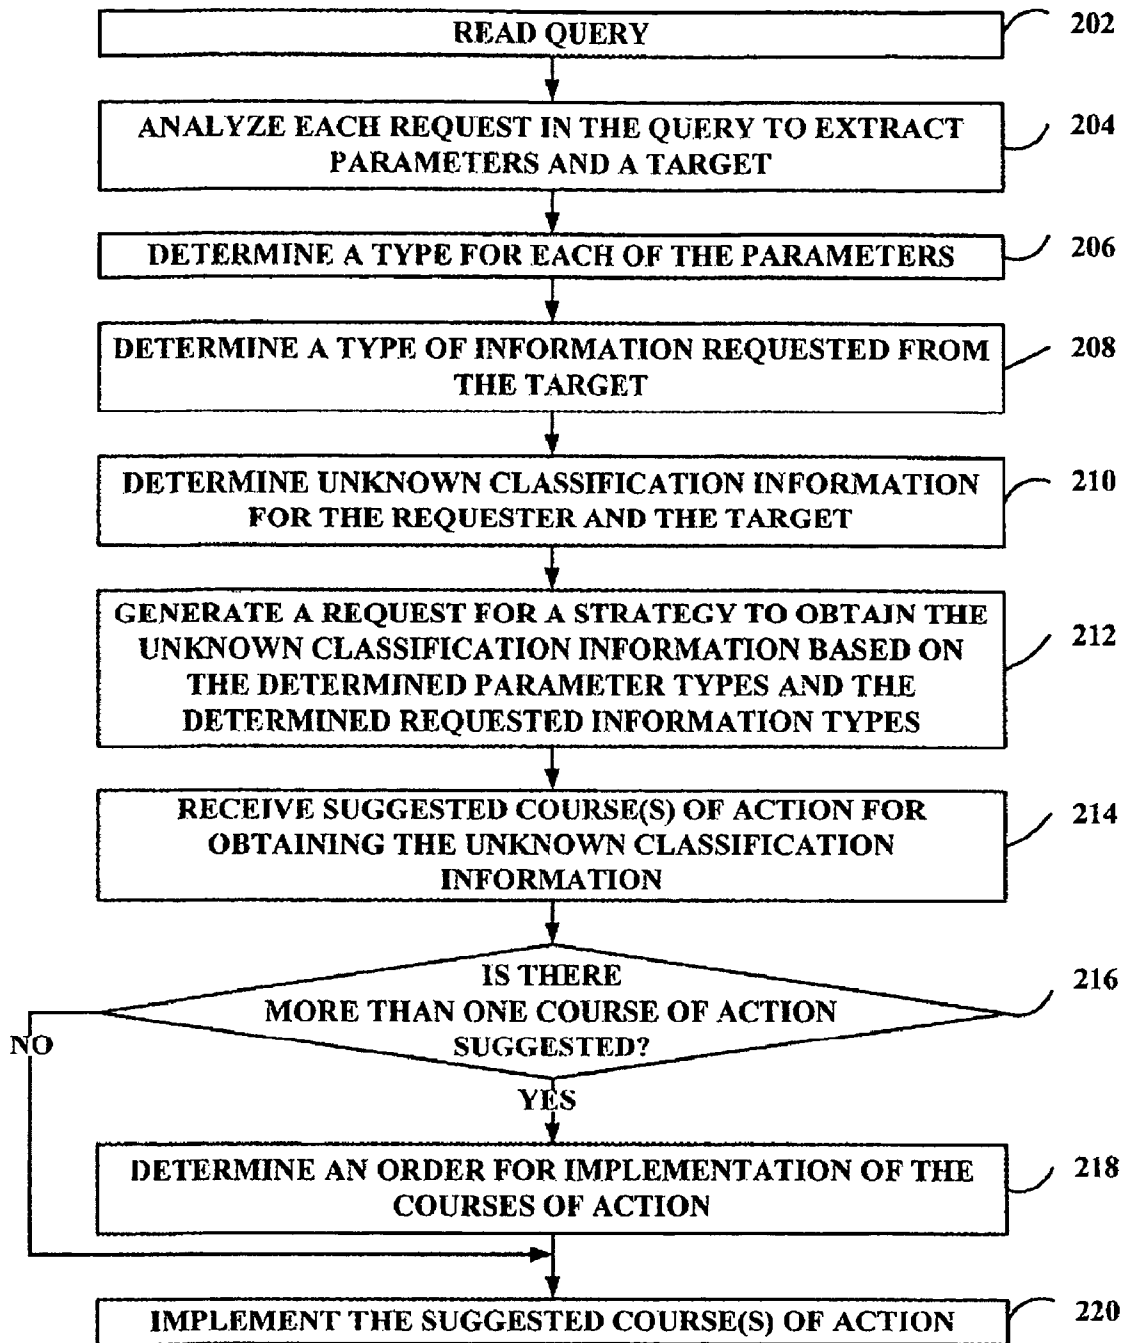 READ QUERY
202
ANALYZE EACH REQUEST IN THE QUERY TO EXTRACT
PARAMETERS AND A TARGET
204
DETERMINE A TYPE FOR EACH OF THE PARAMETERS
206
DETERMINE A TYPE OF INFORMATION REQUESTED FROM
THE TARGET
208
DETERMINE UNKNOWN CLASSIFICATION INFORMATION
FOR THE REQUESTER AND THE TARGET
210
GENERATE A REQUEST FOR A STRATEGY TO OBTAIN THE
UNKNOWN CLASSIFICATION INFORMATION BASED ON
THE DETERMINED PARAMETER TYPES AND THE
DETERMINED REQUESTED INFORMATION TYPES
212
RECEIVE SUGGESTED COURSE(S) OF ACTION FOR
OBTAINING THE UNKNOWN CLASSIFICATION
INFORMATION
214
IS THERE
MORE THAN ONE COURSE OF ACTION
SUGGESTED?
216
NO
YES
DETERMINE AN ORDER FOR IMPLEMENTATION OF THE
COURSES OF ACTION
218
IMPLEMENT THE SUGGESTED COURSE(S) OF ACTION
220